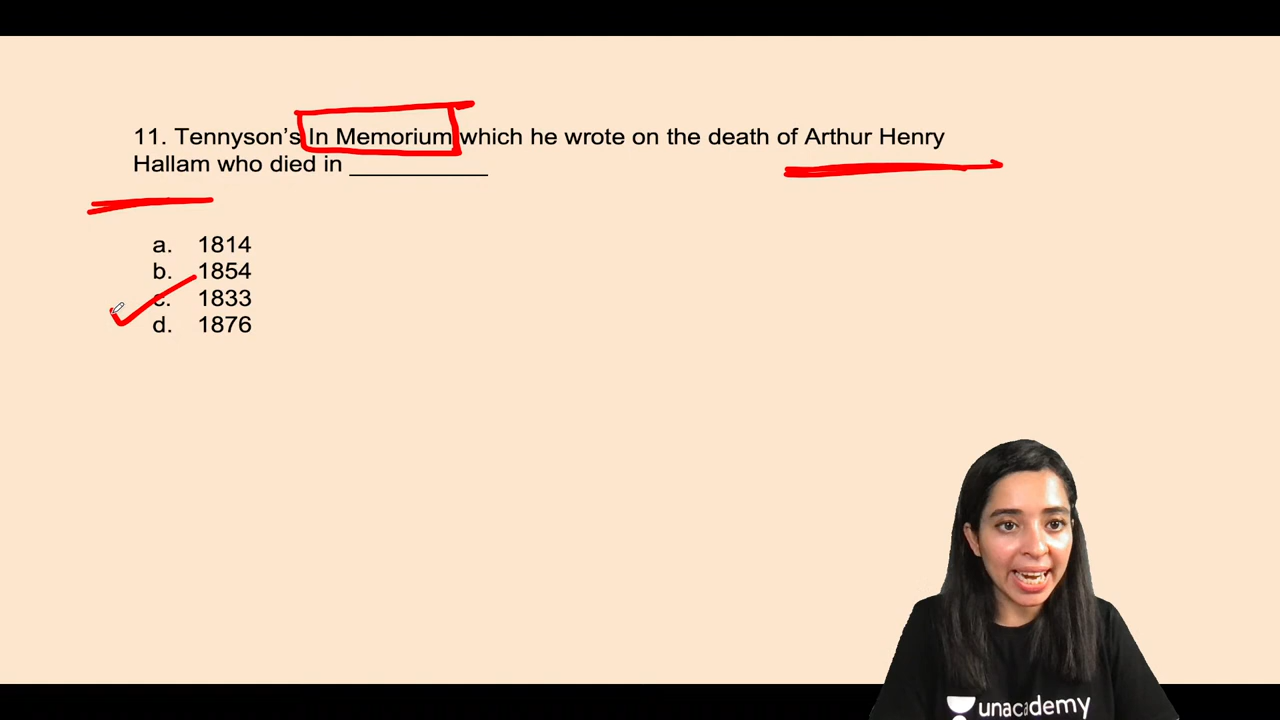 11. Tennyson's In Memorium which he wrote on the death of Arthur Henry
Hallam who died in ___________
a. 1814
b. 1854
c. 1833
d. 1876
unacademy